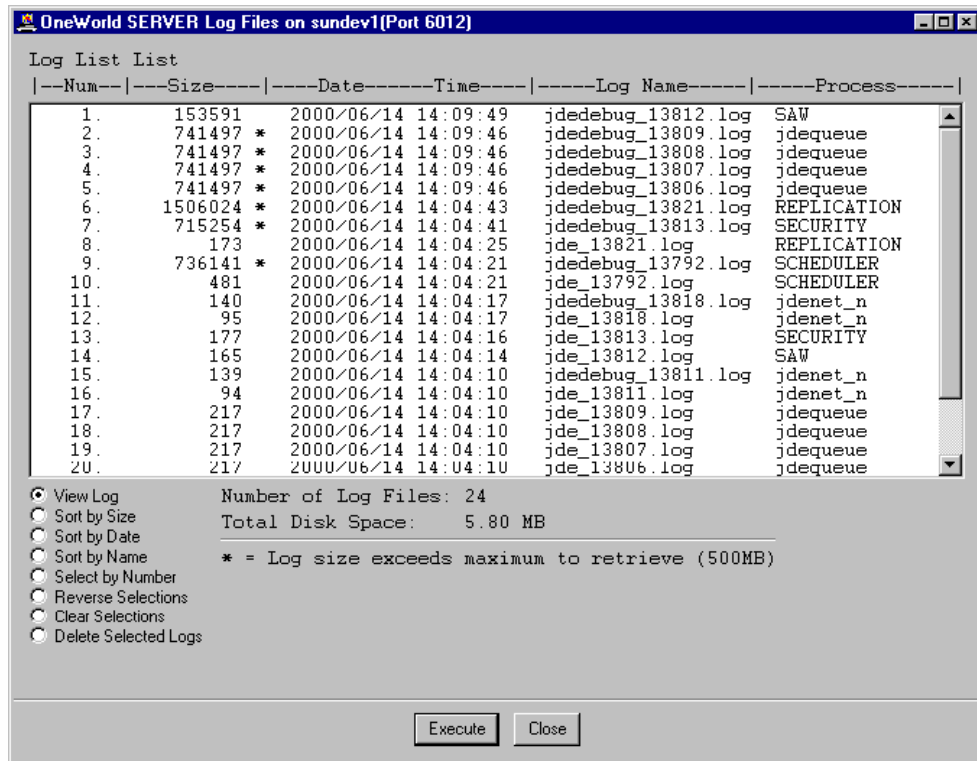 OneWorld SERVER Log Files on sundev1(Port 6012)
Log List List
|--Num--|---Size----|----Date------Time----|-----Log Name-----|-----Process-----|
1. 153591 2000/06/14 14:09:49 jdedebug_13812.log SAW
2. 741497 * 2000/06/14 14:09:46 jdedebug_13809.log jdequeue
3. 741497 * 2000/06/14 14:09:46 jdedebug_13808.log jdequeue
4. 741497 * 2000/06/14 14:09:46 jdedebug_13807.log jdequeue
5. 741497 * 2000/06/14 14:09:46 jdedebug_13806.log jdequeue
6. 1506024 * 2000/06/14 14:04:43 jdedebug_13821.log REPLICATION
7. 715254 * 2000/06/14 14:04:41 jdedebug_13813.log SECURITY
8. 173 2000/06/14 14:04:25 jde_13821.log REPLICATION
9. 736141 * 2000/06/14 14:04:21 jdedebug_13792.log SCHEDULER
10. 481 2000/06/14 14:04:21 jde_13792.log SCHEDULER
11. 140 2000/06/14 14:04:17 jdedebug_13818.log jdenet_n
12. 95 2000/06/14 14:04:17 jde_13818.log jdenet_n
13. 177 2000/06/14 14:04:16 jde_13813.log SECURITY
14. 165 2000/06/14 14:04:14 jde_13812.log SAW
15. 139 2000/06/14 14:04:10 jdedebug_13811.log jdenet_n
16. 94 2000/06/14 14:04:10 jde_13811.log jdenet_n
17. 217 2000/06/14 14:04:10 jde_13809.log jdequeue
18. 217 2000/06/14 14:04:10 jde_13808.log jdequeue
19. 217 2000/06/14 14:04:10 jde_13807.log jdequeue
20. 217 2000/06/14 14:04:10 jde_13806.log jdequeue
View Log
Sort by Size
Sort by Date
Sort by Name
Select by Number
Reverse Selections
Clear Selections
Delete Selected Logs
Number of Log Files: 24
Total Disk Space: 5.80 MB
* = Log size exceeds maximum to retrieve (500MB)
Execute Close